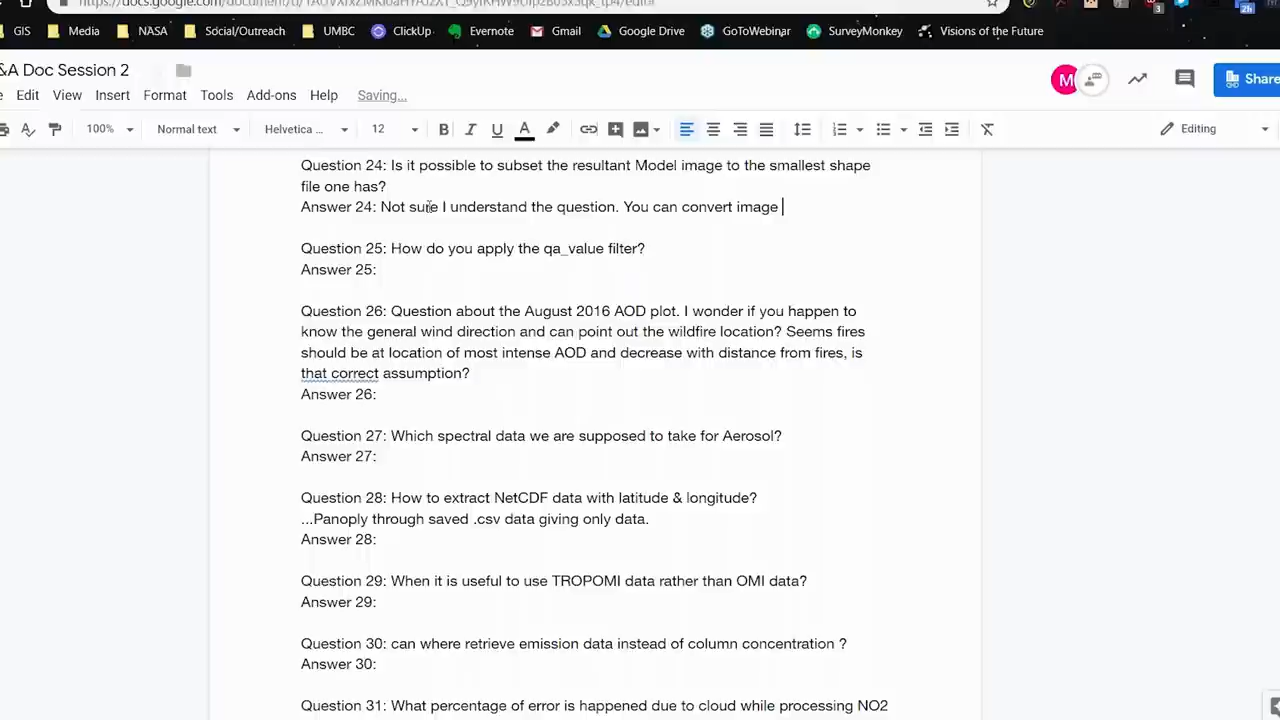 GIS Media NASA Social/Outreach UMBC ClickUp Evernote Gmail Google Drive GoToWebinar SurveyMonkey Visions of the Future
&A Doc Session 2
Edit View Insert Format Tools Add-ons Help Saving...
M
Share
100% Normal text Helvetica ... 12 B I U A Editing
Question 24: Is it possible to subset the resultant Model image to the smallest shape
file one has?
Answer 24: Not sure I understand the question. You can convert image
Question 25: How do you apply the qa_value filter?
Answer 25:
Question 26: Question about the August 2016 AOD plot. I wonder if you happen to
know the general wind direction and can point out the wildfire location? Seems fires
should be at location of most intense AOD and decrease with distance from fires, is
that correct assumption?
Answer 26:
Question 27: Which spectral data we are supposed to take for Aerosol?
Answer 27:
Question 28: How to extract NetCDF data with latitude & longitude?
...Panoply through saved .csv data giving only data.
Answer 28:
Question 29: When it is useful to use TROPOMI data rather than OMI data?
Answer 29:
Question 30: can where retrieve emission data instead of column concentration ?
Answer 30:
Question 31: What percentage of error is happened due to cloud while processing NO2